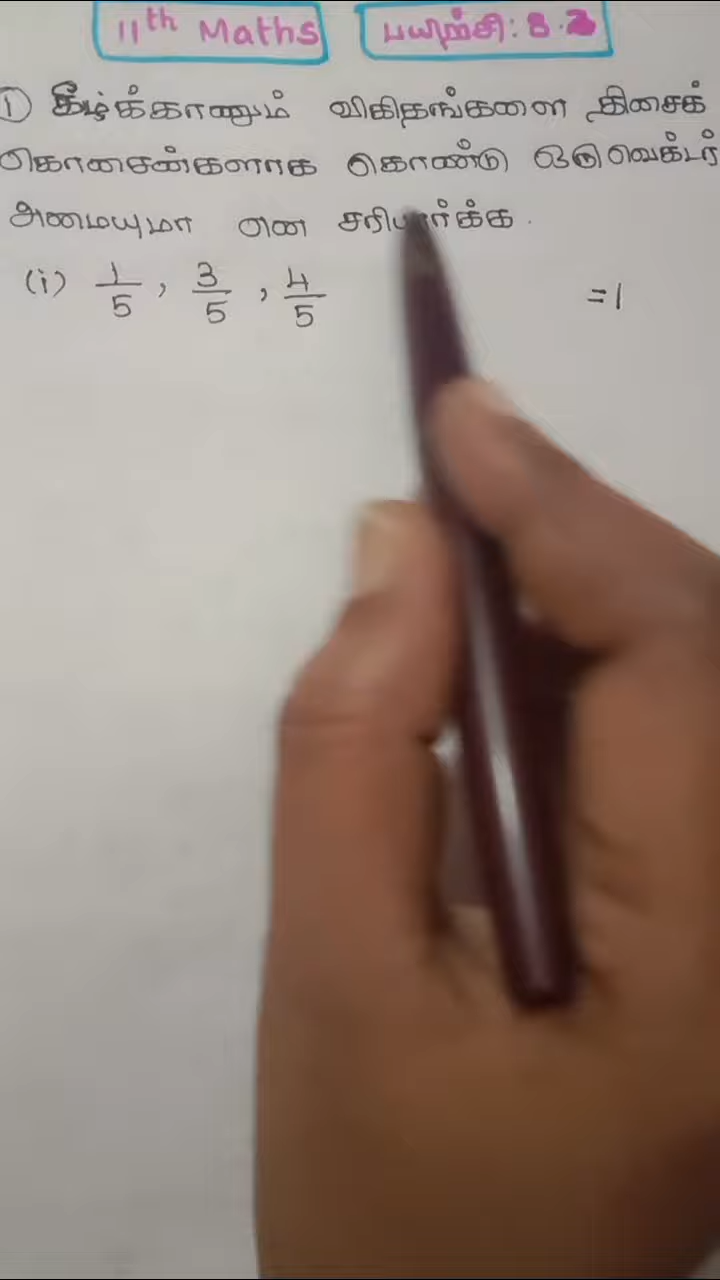 11th Maths
பயிற்சி: 8.2
① கீழ்க்காணும் விகிதங்களை திசைக்
கொசைன்களாக கொண்டு ஒரு வெக்டர்
அமையுமா என சரிபார்க்க.
(i) 1/5, 3/5, 4/5 =1